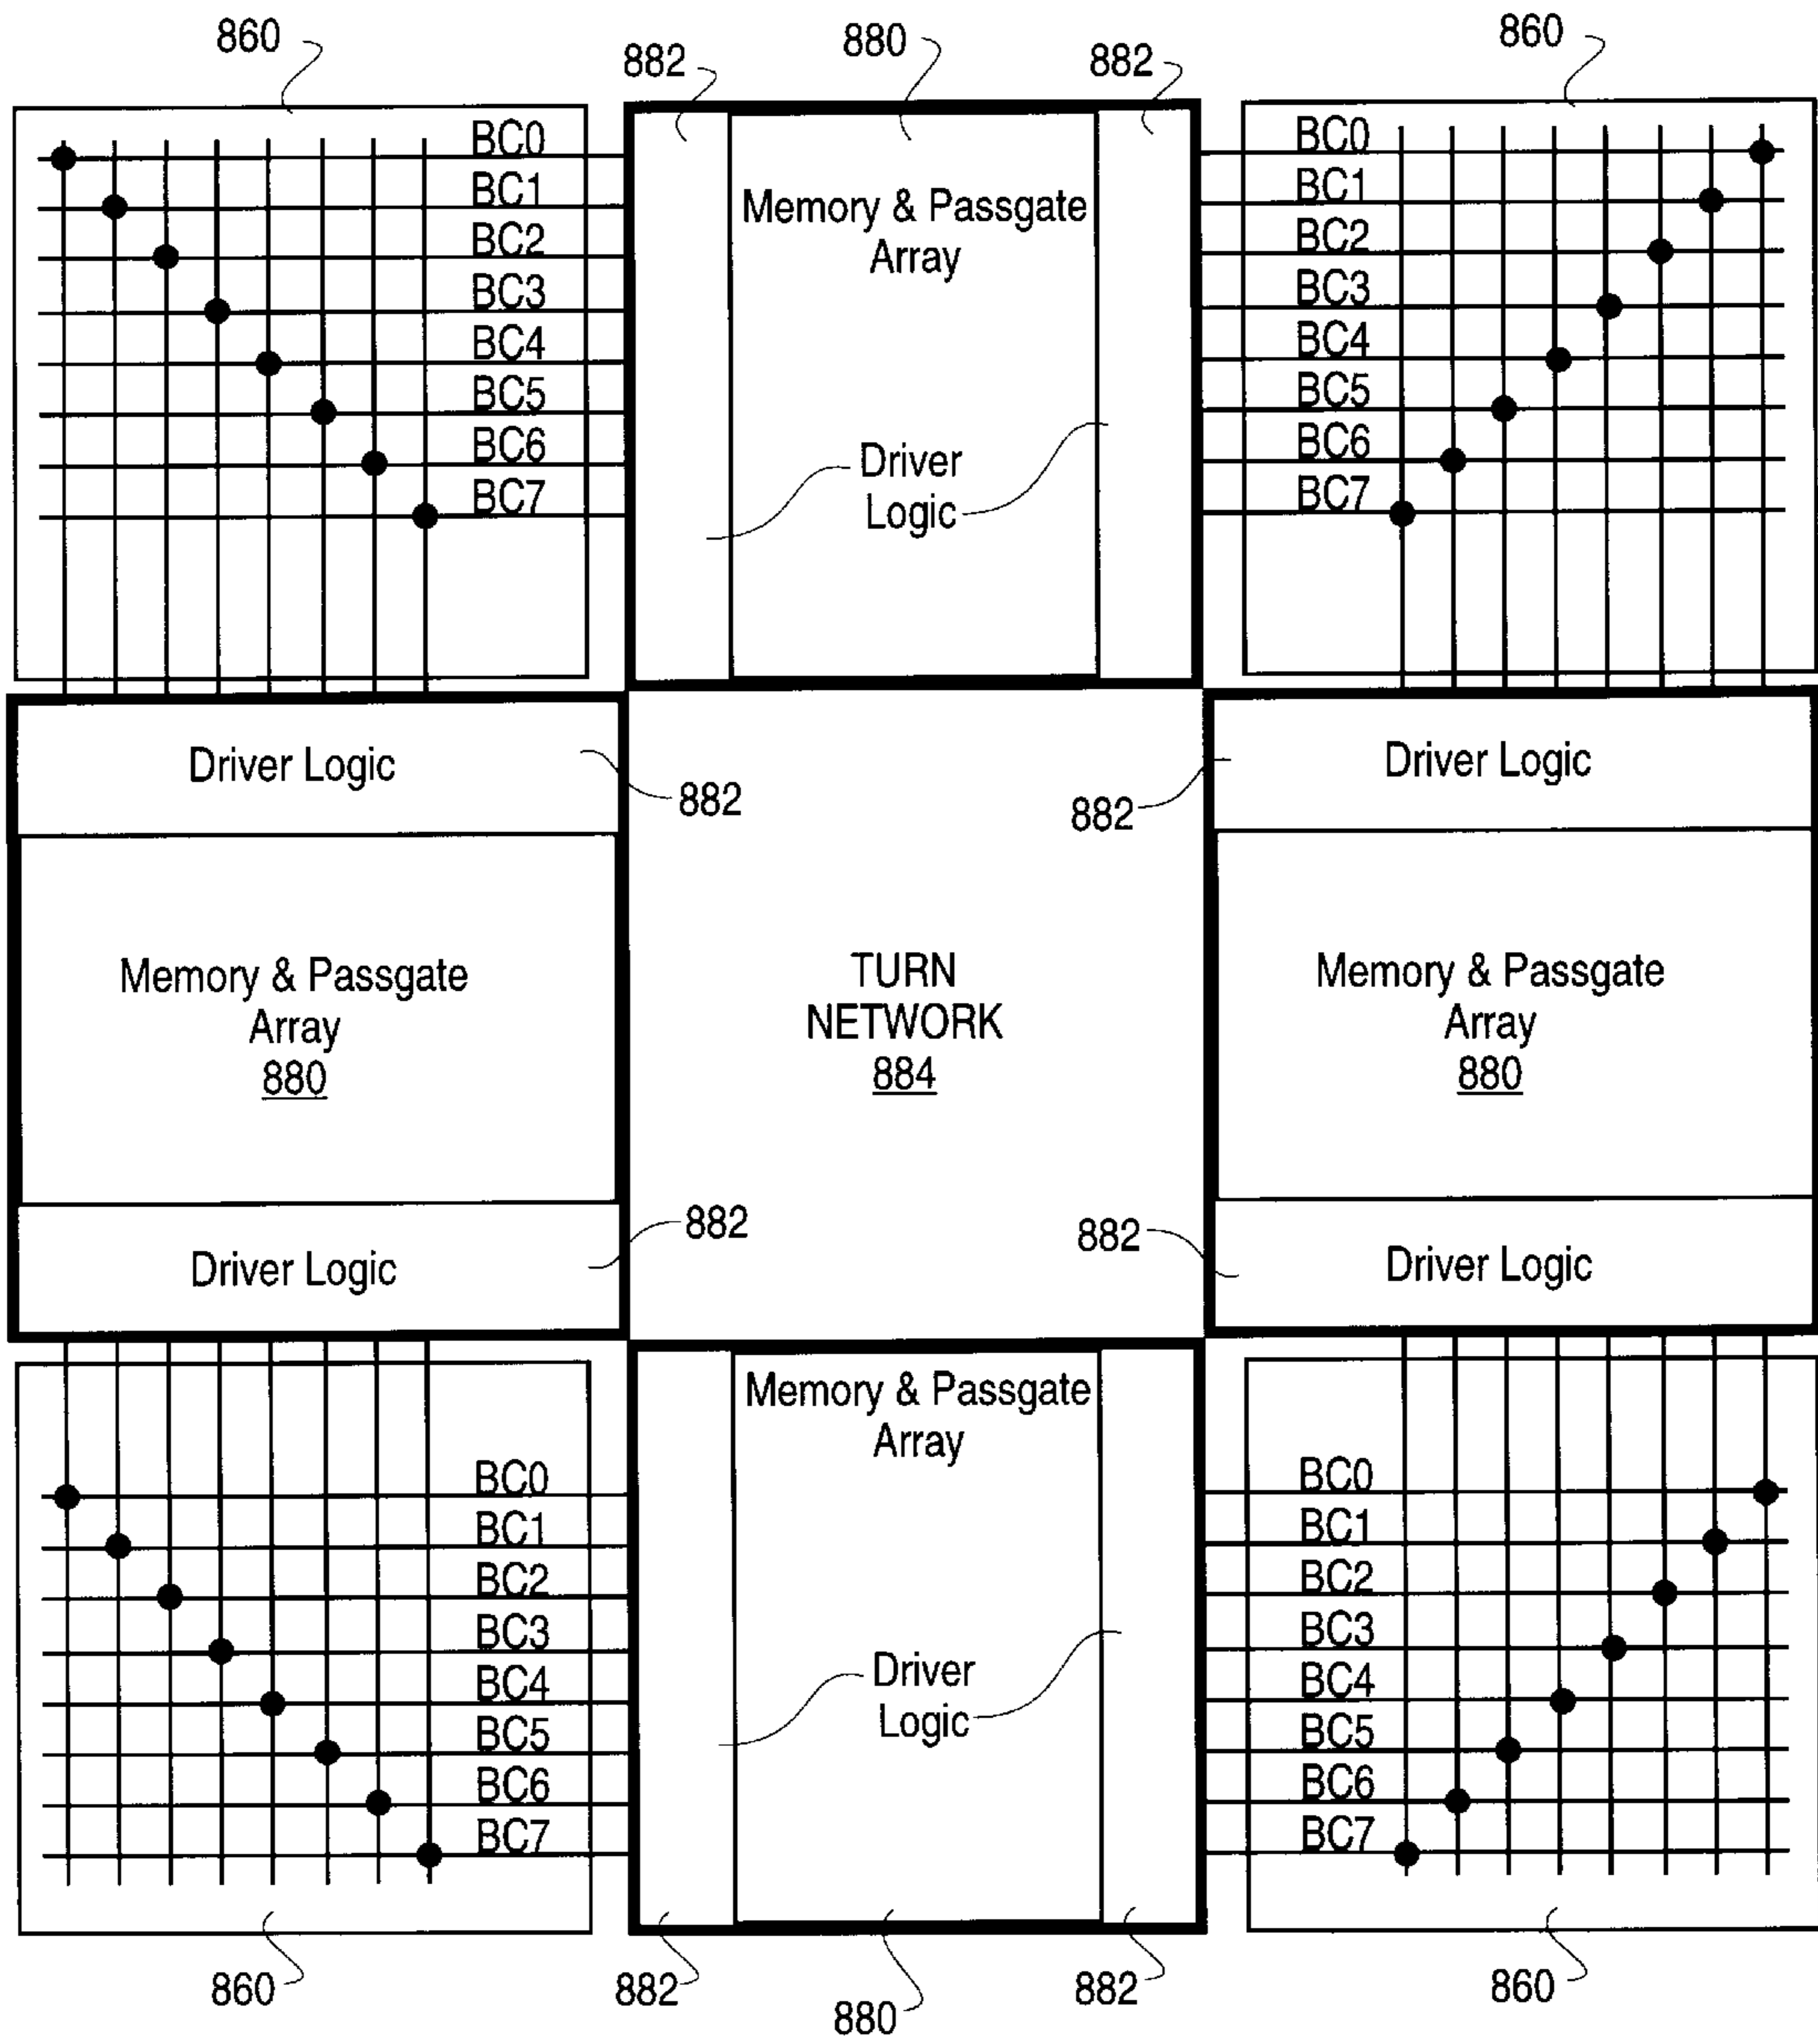 860
882
880
882
860
BC0
BC1
BC2
BC3
BC4
BC5
BC6
BC7
Memory & Passgate
Array
Driver
Logic
BC0
BC1
BC2
BC3
BC4
BC5
BC6
BC7
Driver Logic
882
882
Driver Logic
Memory & Passgate
Array
880
TURN
NETWORK
884
Memory & Passgate
Array
880
882
Driver Logic
882
Driver Logic
BC0
BC1
BC2
BC3
BC4
BC5
BC6
BC7
Memory & Passgate
Array
Driver
Logic
BC0
BC1
BC2
BC3
BC4
BC5
BC6
BC7
860
882
880
882
860